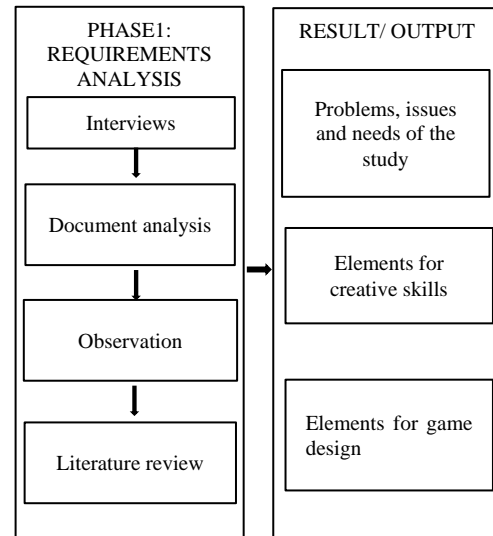 PHASE1:
REQUIREMENTS
ANALYSIS
Interviews
Document analysis
Observation
Literature review
RESULT/ OUTPUT
Problems, issues
and needs of the
study
Elements for
creative skills
Elements for game
design